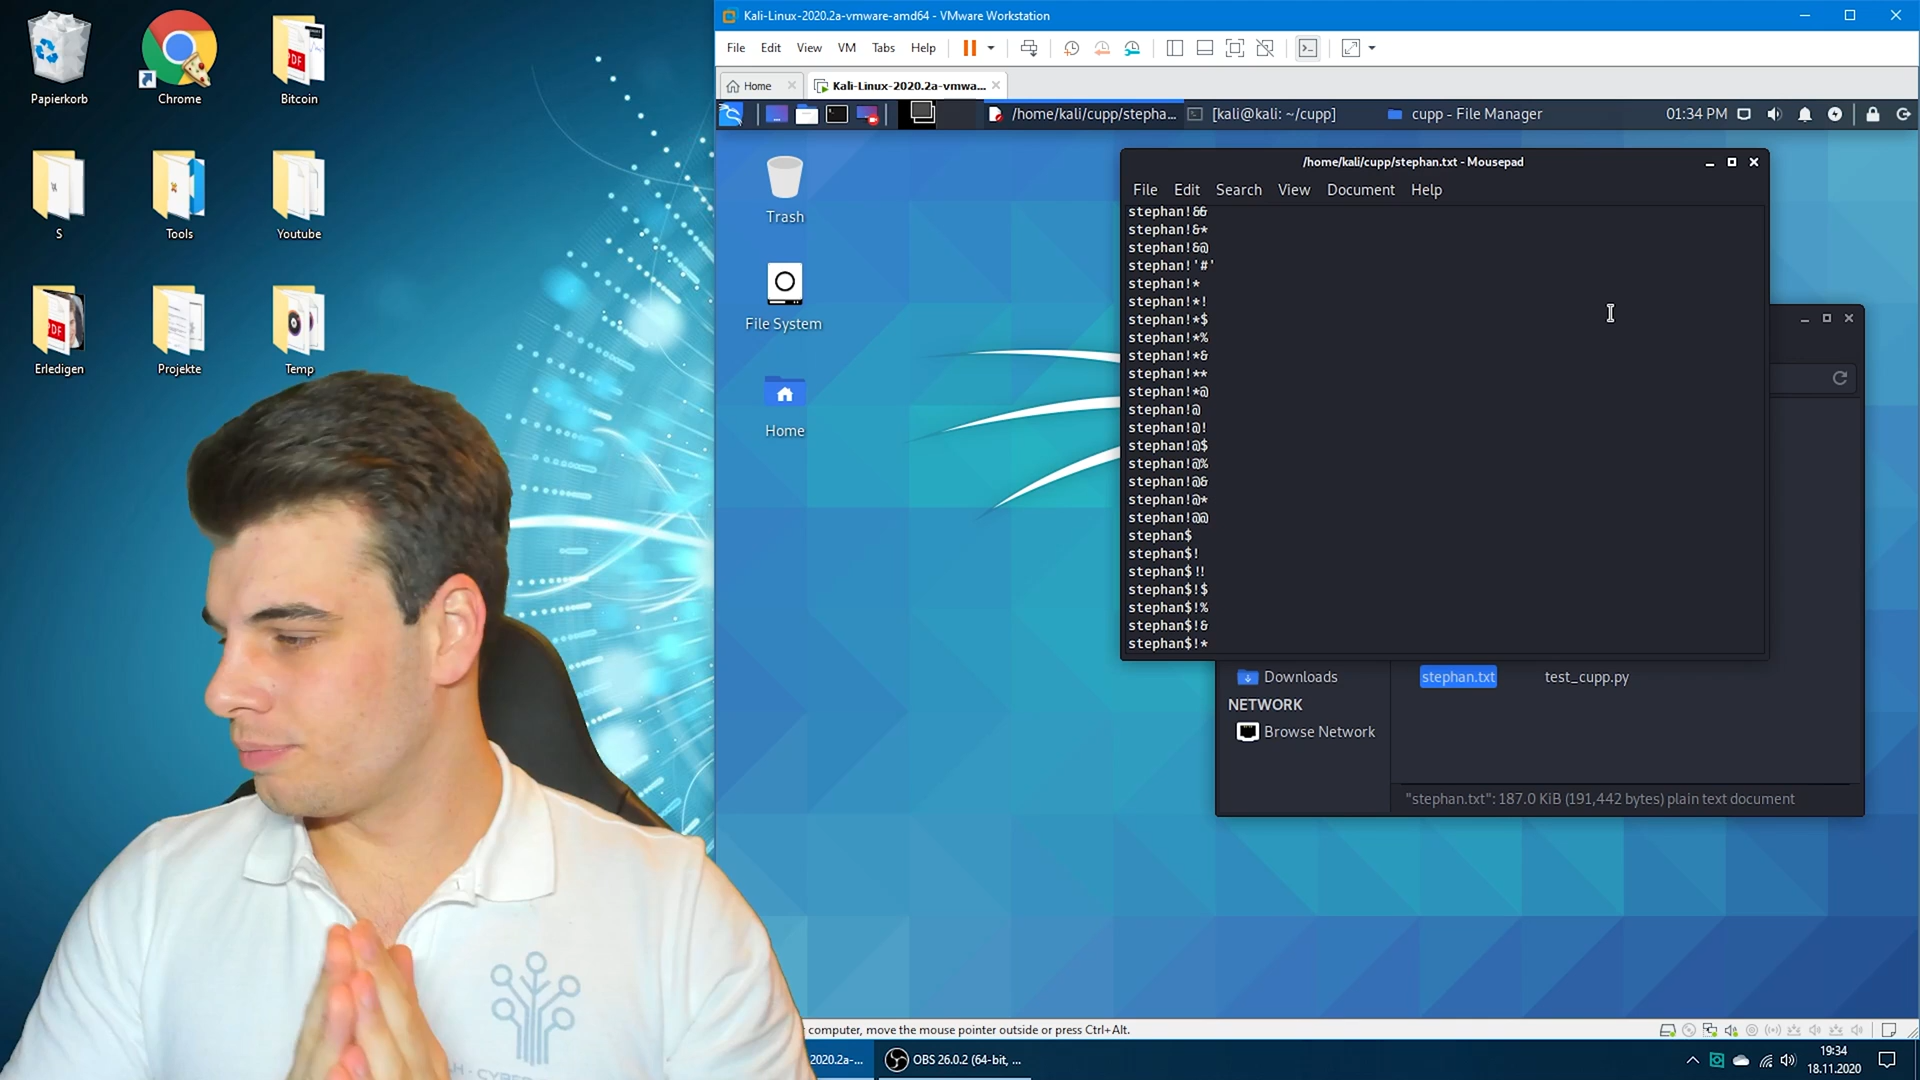 Papierkorb
Chrome
Bitcoin
PDF
S
Tools
Youtube
PDF
Erledigen
Projekte
Temp
Kali-Linux-2020.2a-vmware-amd64 - VMware Workstation
File Edit View VM Tabs Help
Home
Kali-Linux-2020.2a-vmwa...
/home/kali/cupp/stepha...
[kali@kali: ~/cupp]
cupp - File Manager
01:34 PM
Trash
File System
Home
/home/kali/cupp/stephan.txt - Mousepad
File Edit Search View Document Help
stephan!&&
stephan!&*
stephan!&@
stephan!'#'
stephan!*
stephan!*!
stephan!*$
stephan!*%
stephan!*&
stephan!**
stephan!*@
stephan!@
stephan!@!
stephan!@$
stephan!@%
stephan!@&
stephan!@*
stephan!@@
stephan$
stephan$!
stephan$!!
stephan$!$
stephan$!%
stephan$!&
stephan$!*
Downloads
NETWORK
Browse Network
stephan.txt
test_cupp.py
"stephan.txt": 187.0 KiB (191,442 bytes) plain text document
computer, move the mouse pointer outside or press Ctrl+Alt.
2020.2a-...
OBS 26.0.2 (64-bit, ...
19:34
18.11.2020